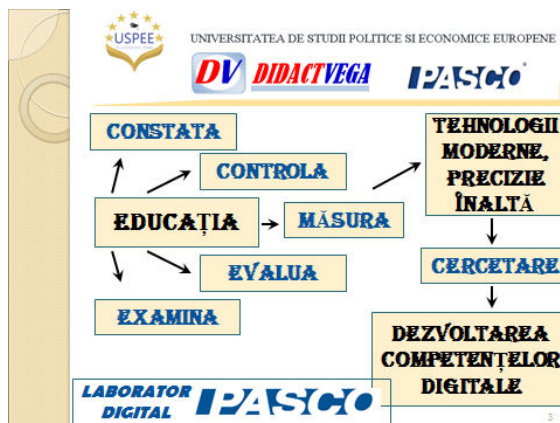 USPEE
UNIVERSITATEA DE STUDII POLITICE SI ECONOMICE EUROPENE
DV DIDACTVEGA
PASCO
CONSTATA
CONTROLA
EDUCAȚIA
MĂSURA
EVALUA
EXAMINA
TEHNOLOGII
MODERNE,
PRECIZIE
ÎNALTĂ
CERCETARE
DEZVOLTAREA
COMPETENȚELOR
DIGITALE
LABORATOR
DIGITAL
PASCO
3